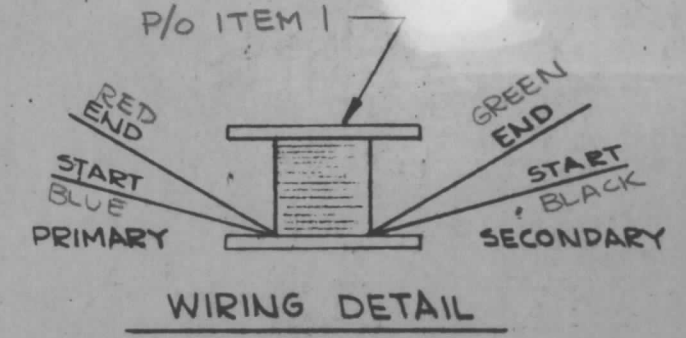 P/O ITEM 1
RED
END
START
BLUE
PRIMARY
GREEN
END
START
BLACK
SECONDARY
WIRING DETAIL